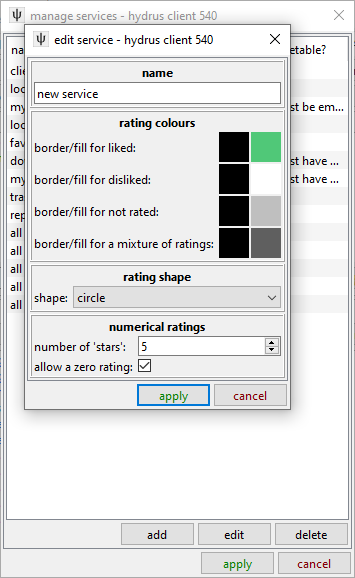 ψ manage services - hydrus client 540
ψ edit service - hydrus client 540
name
new service
rating colours
border/fill for liked:
border/fill for disliked:
border/fill for not rated:
border/fill for a mixture of ratings:
rating shape
shape: circle
numerical ratings
number of 'stars': 5
allow a zero rating:
apply cancel
na
etable?
clie
loc
my
st be em...
loc
fav
do
st have ...
my
st have ...
tra
rep
all
all
all
all
add edit delete
apply cancel